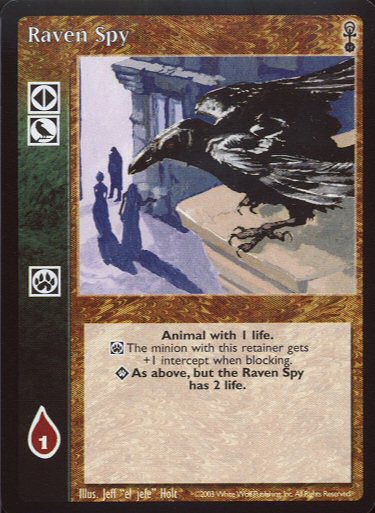 Raven Spy
Animal with 1 life.
The minion with this retainer gets
+1 intercept when blocking.
As above, but the Raven Spy
has 2 life.
1
Illus. Jeff "el jefe" Holt ©2003 White Wolf Publishing, Inc. All Rights Reserved.